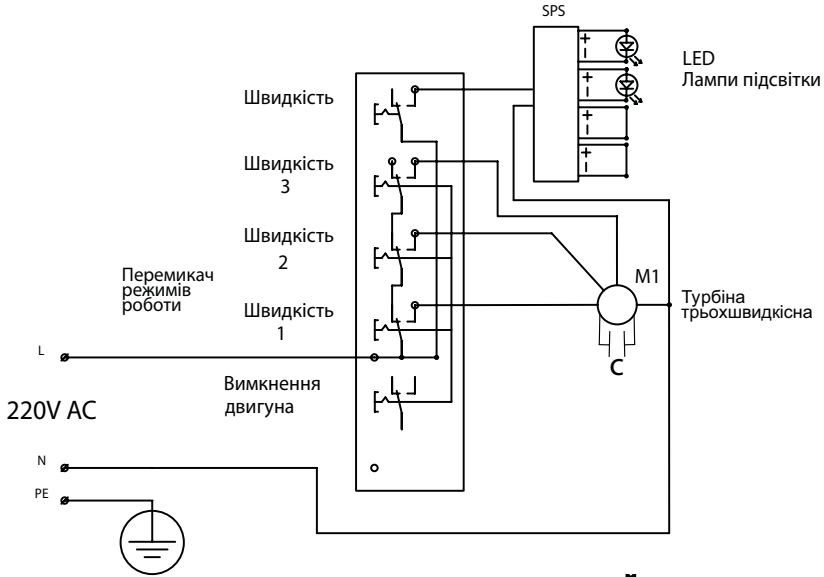 SPS
+
−
+
−
+
−
+
−
LED
Лампи підсвітки
Швидкість
Швидкість
3
Швидкість
2
Швидкість
1
Перемикач
режимів
роботи
M1
Турбіна
трьохшвидкісна
C
L
220V AC
Вимкнення
двигуна
N
PE